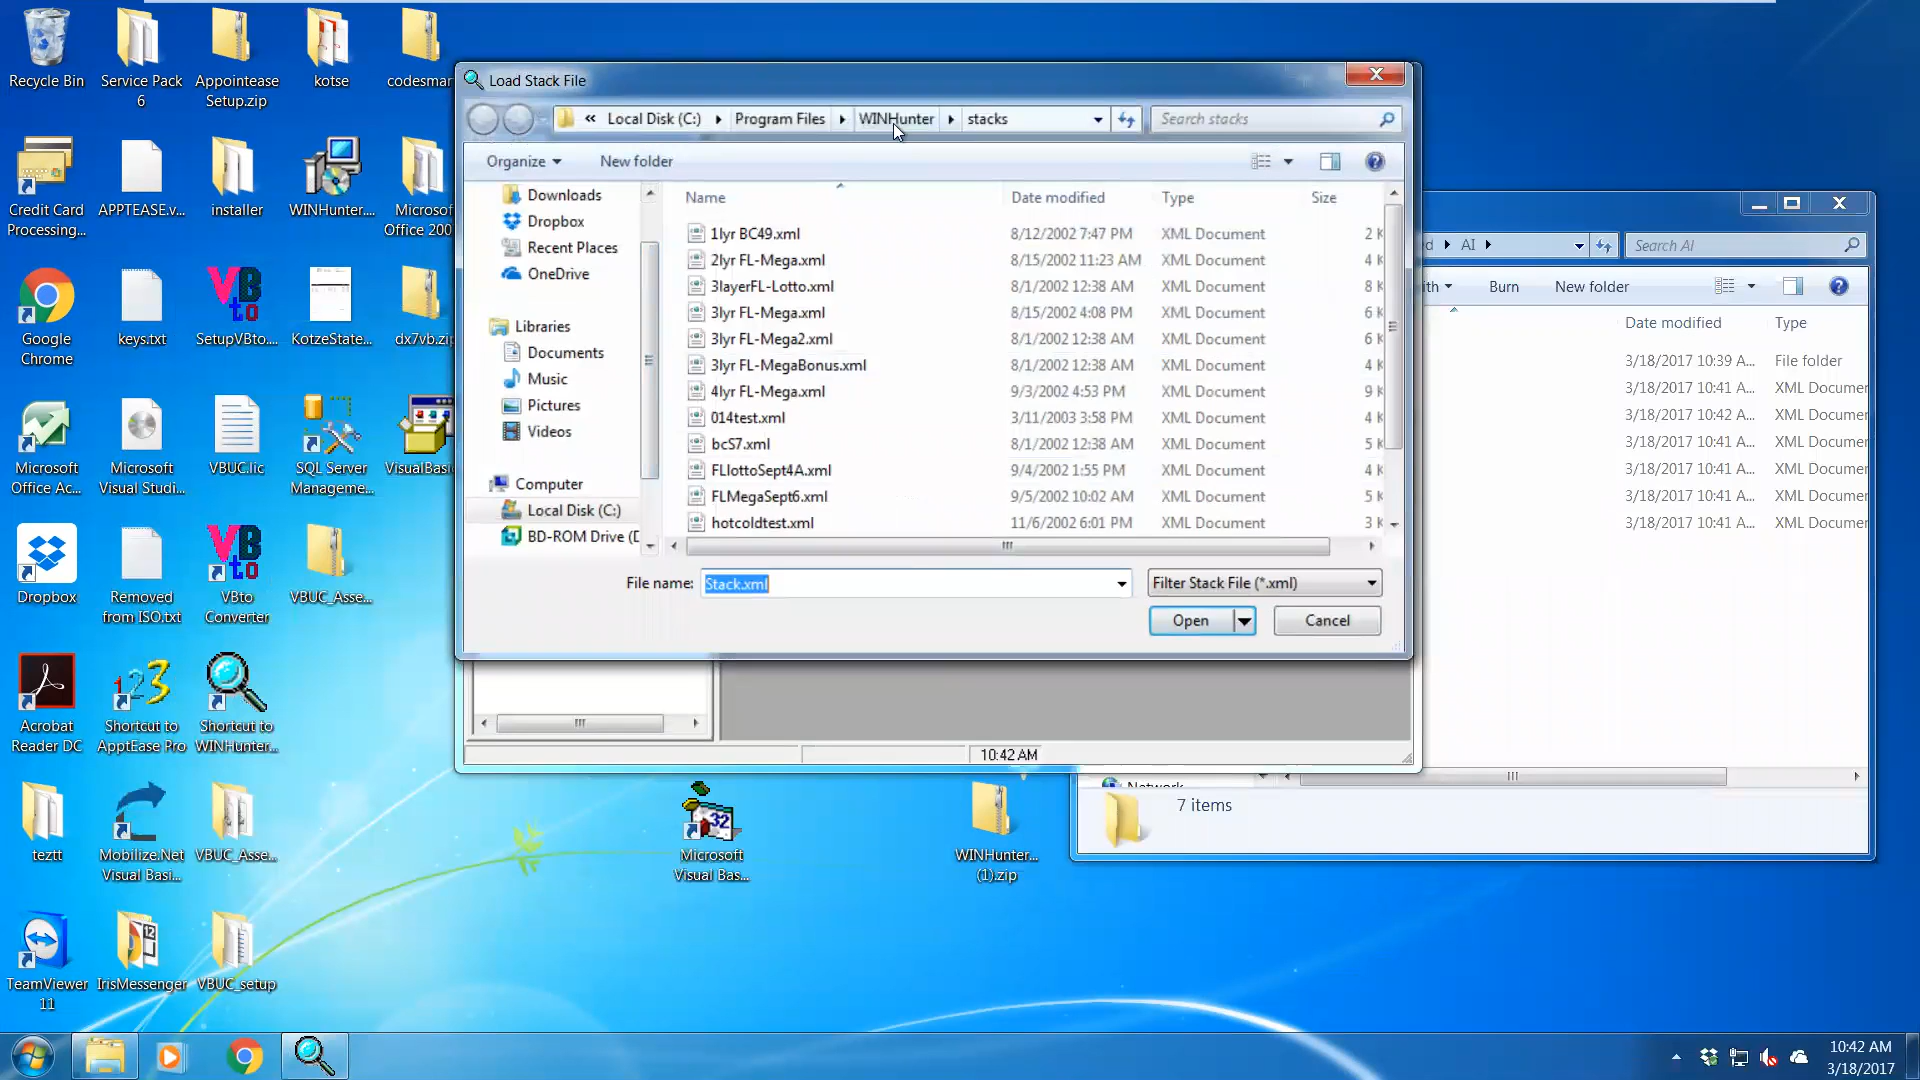 Recycle Bin
Service Pack
6
Appointease
Setup.zip
kotse
codesmar
Credit Card
Processing...
APPTEASE.v...
installer
WINHunter....
Microsof
Office 200
Google
Chrome
keys.txt
SetupVBto....
KotzeState...
dx7vb.zip
Microsoft
Office Ac...
Microsoft
Visual Studi...
VBUC.lic
SQL Server
Manageme...
VisualBasi
Dropbox
Removed
from ISO.txt
VBto
Converter
VBUC_Asse...
Acrobat
Reader DC
Shortcut to
ApptEase Pro
Shortcut to
WINHunter...
teztt
Mobilize.Net
Visual Basi...
VBUC_Asse...
TeamViewer
11
IrisMessenger
VBUC_setup
Microsoft
Visual Bas...
WINHunter...
(1).zip
Load Stack File
« Local Disk (C:) Program Files WINHunter stacks
Search stacks
Organize New folder
Downloads
Dropbox
Recent Places
OneDrive
Libraries
Documents
Music
Pictures
Videos
Computer
Local Disk (C:)
BD-ROM Drive (D
Name Date modified Type Size
1lyr BC49.xml 8/12/2002 7:47 PM XML Document 2 K
2lyr FL-Mega.xml 8/15/2002 11:23 AM XML Document 4 K
3layerFL-Lotto.xml 8/1/2002 12:38 AM XML Document 8 K
3lyr FL-Mega.xml 8/15/2002 4:08 PM XML Document 6 K
3lyr FL-Mega2.xml 8/1/2002 12:38 AM XML Document 6 K
3lyr FL-MegaBonus.xml 8/1/2002 12:38 AM XML Document 4 K
4lyr FL-Mega.xml 9/3/2002 4:53 PM XML Document 9 K
014test.xml 3/11/2003 3:58 PM XML Document 4 K
bcS7.xml 8/1/2002 12:38 AM XML Document 5 K
FLlottoSept4A.xml 9/4/2002 1:55 PM XML Document 4 K
FLMegaSept6.xml 9/5/2002 10:02 AM XML Document 5 K
hotcoldtest.xml 11/6/2002 6:01 PM XML Document 3 K
File name: Stack.xml
Filter Stack File (*.xml)
Open Cancel
10:42 AM
ed AI
Search AI
ith Burn New folder
Date modified Type
3/18/2017 10:39 A... File folder
3/18/2017 10:41 A... XML Documer
3/18/2017 10:42 A... XML Documer
3/18/2017 10:41 A... XML Documer
3/18/2017 10:41 A... XML Documer
3/18/2017 10:41 A... XML Documer
3/18/2017 10:41 A... XML Documer
Network
7 items
10:42 AM
3/18/2017